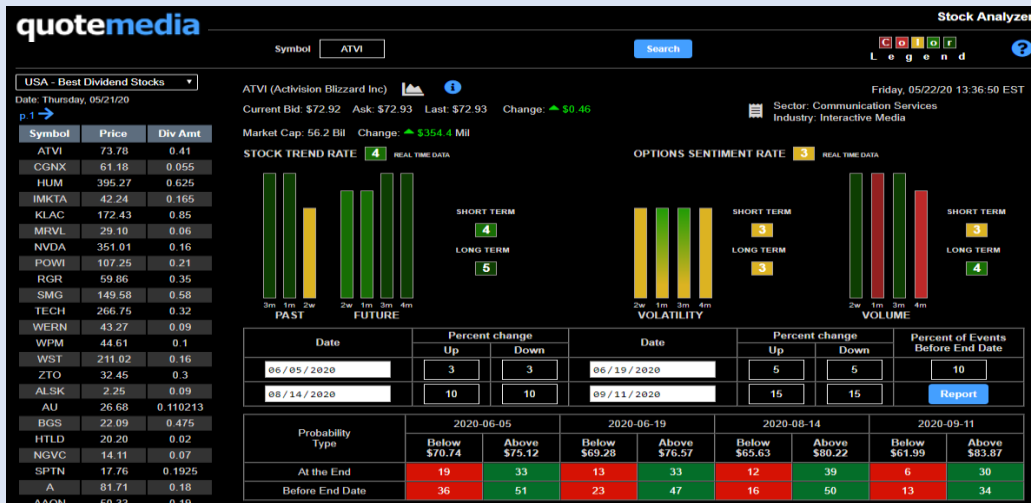 quotemedia
Stock Analyzer
Symbol ATVI Search
Color
Legend
?
USA - Best Dividend Stocks
Date: Thursday, 05/21/20
p. 1
Symbol Price Div Amt
ATVI 73.78 0.41
CGNX 61.18 0.055
HUM 395.27 0.625
IMKTA 42.24 0.165
KLAC 172.43 0.85
MRVL 29.10 0.06
NVDA 351.01 0.16
POWI 107.25 0.21
RGR 59.86 0.35
SMG 149.58 0.58
TECH 266.75 0.32
WERN 43.27 0.09
WPM 44.61 0.1
WST 211.02 0.16
ZTO 32.45 0.3
ALSK 2.25 0.09
AU 26.68 0.110213
BGS 22.09 0.475
HTLD 20.20 0.02
NGVC 14.11 0.07
SPTN 17.76 0.1925
A 81.71 0.18
ATVI (Activision Blizzard Inc) i
Friday, 05/22/20 13:36:50 EST
Current Bid: $72.92 Ask: $72.93 Last: $72.93 Change: $0.46
Sector: Communication Services
Industry: Interactive Media
Market Cap: 56.2 Bil Change: $354.4 Mil
STOCK TREND RATE 4 REAL TIME DATA
OPTIONS SENTIMENT RATE 3 REAL TIME DATA
SHORT TERM
4
LONG TERM
5
3m 1m 2w 2w 1m 3m 4m
PAST FUTURE
SHORT TERM
3
LONG TERM
3
2w 1m 3m 4m
VOLATILITY
SHORT TERM
3
LONG TERM
4
2w 1m 3m 4m
VOLUME
Date Percent change Date Percent change Percent of Events Before End Date
Up Down Up Down
06/05/2020 3 3 06/19/2020 5 5 10
08/14/2020 10 10 09/11/2020 15 15 Report
Probability Type 2020-06-05 2020-06-19 2020-08-14 2020-09-11
Below $70.74 Above $75.12 Below $69.28 Above $76.57 Below $65.63 Above $80.22 Below $61.99 Above $83.87
At the End 19 33 13 33 12 39 6 30
Before End Date 36 51 23 47 16 50 13 34